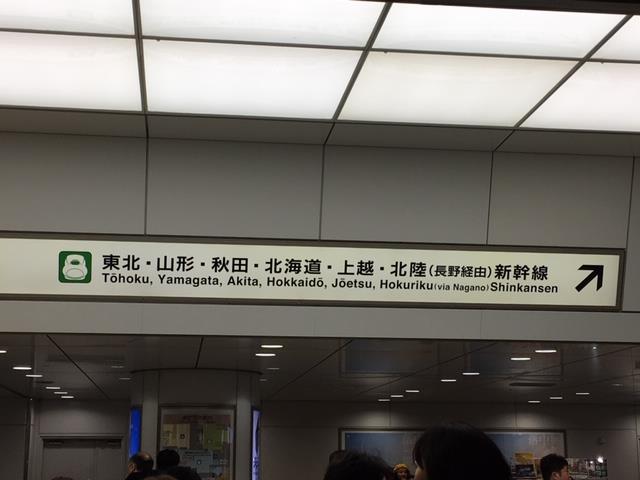 東北・山形・秋田・北海道・上越・北陸(長野経由)新幹線
Tōhoku, Yamagata, Akita, Hokkaidō, Jōetsu, Hokuriku(via Nagano)Shinkansen